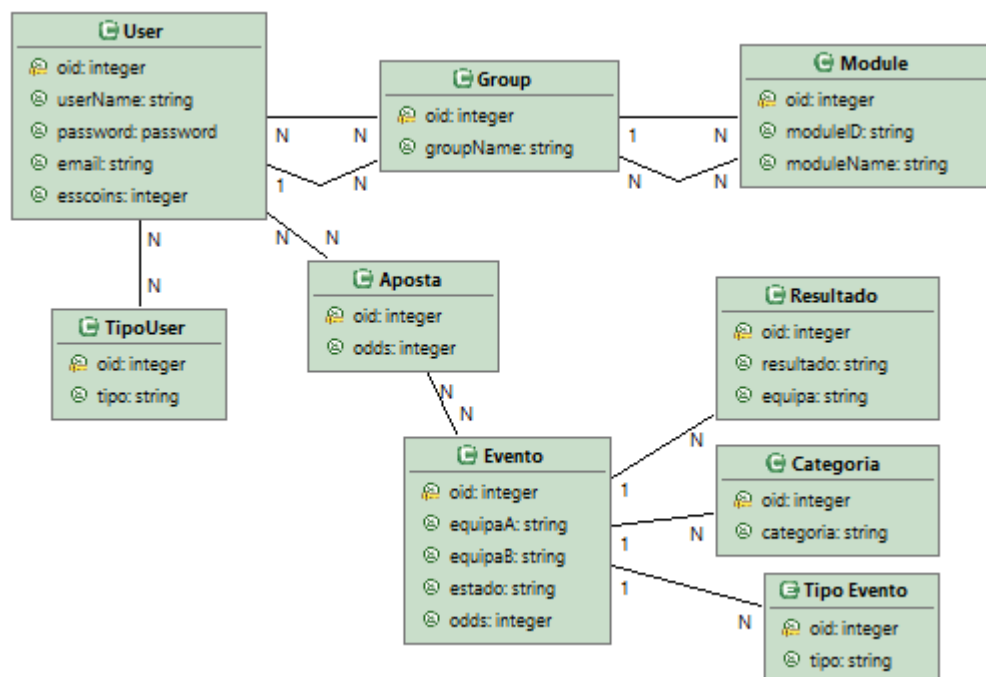 User
oid: integer
userName: string
password: password
email: string
esscoins: integer
Group
oid: integer
groupName: string
Module
oid: integer
moduleID: string
moduleName: string
N N
1 N
1 N
N N
N
N
N N
TipoUser
oid: integer
tipo: string
Aposta
oid: integer
odds: integer
N
N
Evento
oid: integer
equipaA: string
equipaB: string
estado: string
odds: integer
Resultado
oid: integer
resultado: string
equipa: string
1 N
Categoria
oid: integer
categoria: string
1 N
Tipo Evento
oid: integer
tipo: string
1 N